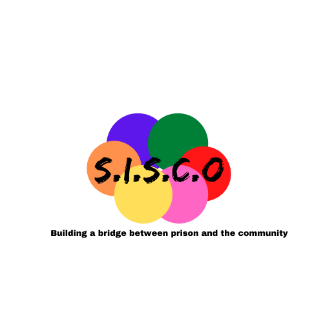 S.I.S.C.O
Building a bridge between prison and the community